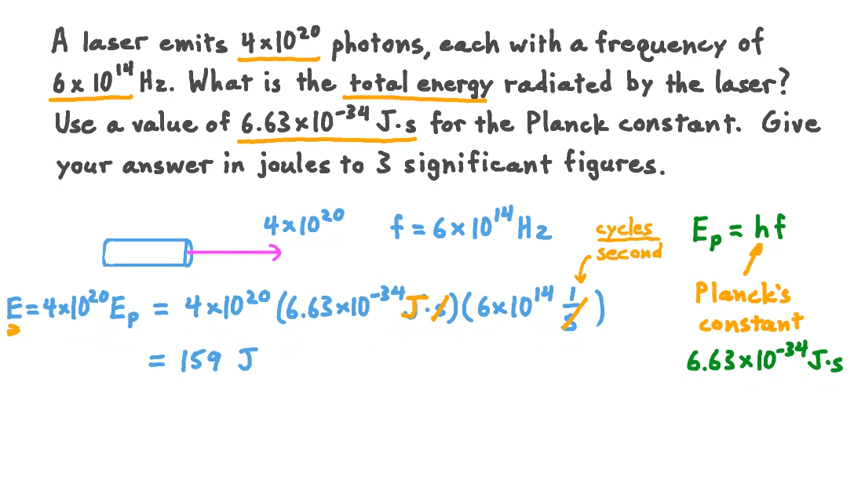 A laser emits 4×10²⁰ photons, each with a frequency of
6×10¹⁴ Hz. What is the total energy radiated by the laser?
Use a value of 6.63×10⁻³⁴ J·s for the Planck constant. Give
your answer in joules to 3 significant figures.
4×10²⁰ f = 6×10¹⁴ Hz cycles/second Eₚ = hf
E = 4×10²⁰ Eₚ = 4×10²⁰ (6.63×10⁻³⁴ J·s)(6×10¹⁴ 1/s)
= 159 J
Planck's
constant
6.63×10⁻³⁴ J·s